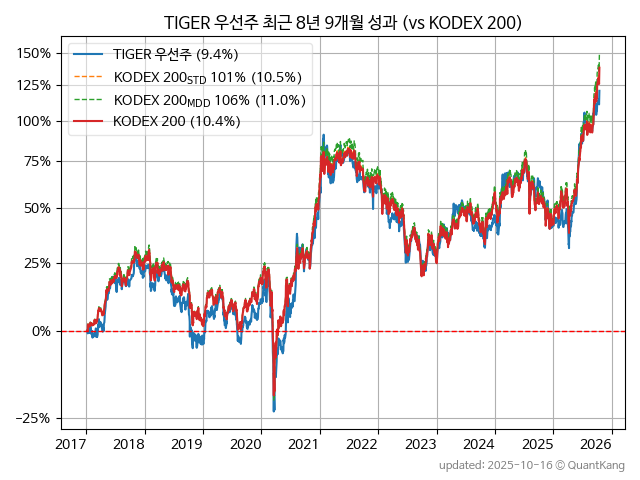 TIGER 우선주 최근 8년 9개월 성과 (vs KODEX 200)
150%
125%
100%
75%
50%
25%
0%
−25%
TIGER 우선주 (9.4%)
KODEX 200STD 101% (10.5%)
KODEX 200MDD 106% (11.0%)
KODEX 200 (10.4%)
2017 2018 2019 2020 2021 2022 2023 2024 2025 2026
updated: 2025-10-16 © QuantKang